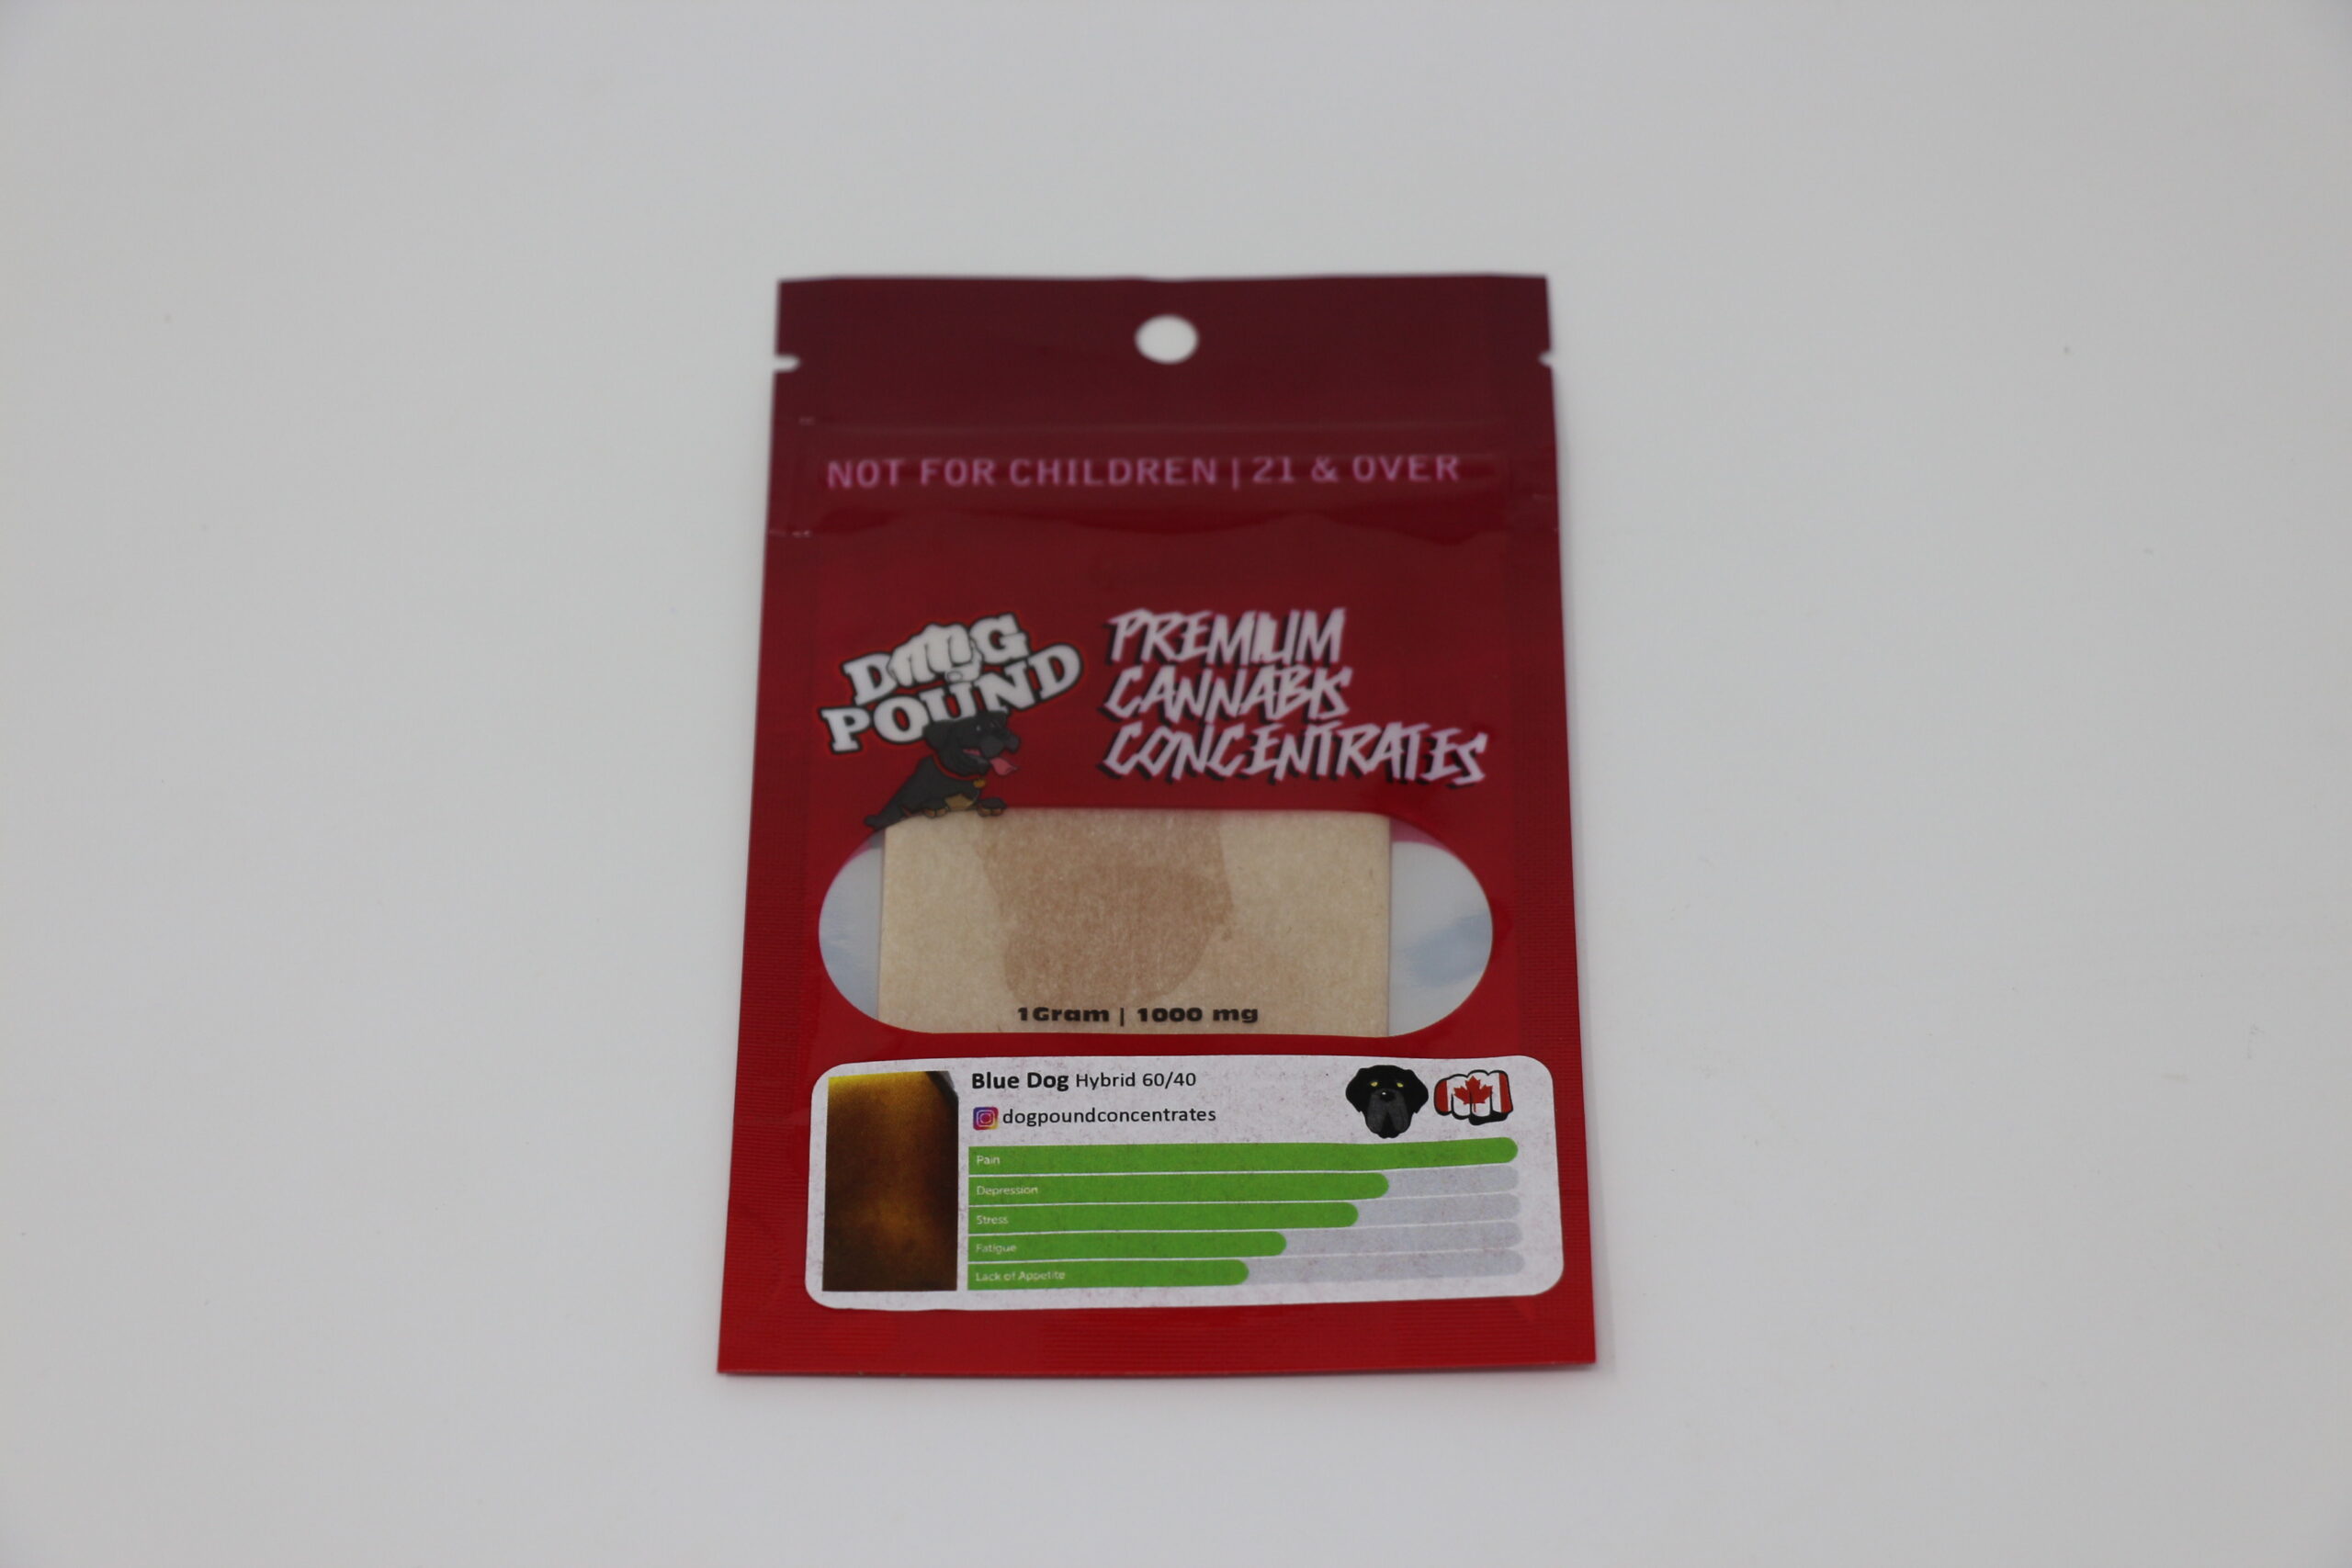 NOT FOR CHILDREN | 21 & OVER
DOG
POUND
PREMIUM
CANNABIS
CONCENTRATES
1Gram | 1000 mg
Blue Dog Hybrid 60/40
dogpoundconcentrates
Pain
Depression
Stress
Fatigue
Lack of Appetite